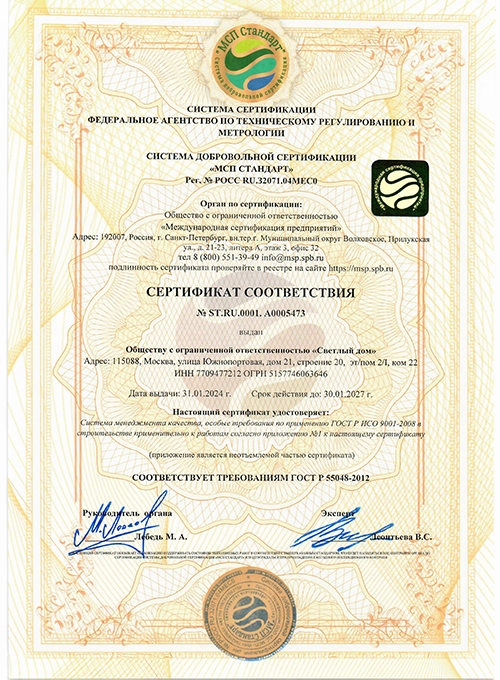 "МСП Стандарт"
Система добровольной сертификации
СИСТЕМА СЕРТИФИКАЦИИ
ФЕДЕРАЛЬНОЕ АГЕНТСТВО ПО ТЕХНИЧЕСКОМУ РЕГУЛИРОВАНИЮ И
МЕТРОЛОГИИ
СИСТЕМА ДОБРОВОЛЬНОЙ СЕРТИФИКАЦИИ
«МСП СТАНДАРТ»
Рег. № РОСС RU.32071.04МЕС0
Орган по сертификации:
Общество с ограниченной ответственностью
«Международная сертификация предприятий»
Адрес: 192007, Россия, г. Санкт-Петербург, вн.тер.г. Муниципальный округ Волковское, Прилукская
ул., д. 21-23, литера А, этаж 3, офис 32
тел 8 (800) 551-39-49 info@msp.spb.ru
подлинность сертификата проверяйте в реестре на сайте https://msp.spb.ru
СЕРТИФИКАТ СООТВЕТСТВИЯ
№ ST.RU.0001. А0005473
выдан
Обществу с ограниченной ответственностью «Светлый дом»
Адрес: 115088, Москва, улица Южнопортовая, дом 21, строение 20, эт/пом 2/I, ком 22
ИНН 7709477212 ОГРН 5157746063646
Дата выдачи: 31.01.2024 г. Срок действия до: 30.01.2027 г.
Настоящий сертификат удостоверяет:
Система менеджмента качества, особые требования по применению ГОСТ Р ИСО 9001-2008 в
строительстве применительно к работам согласно приложению №1 к настоящему сертификату
(приложение является неотъемлемой частью сертификата)
СООТВЕТСТВУЕТ ТРЕБОВАНИЯМ ГОСТ Р 55048-2012
Руководитель органа Эксперт
Лебедь М. А. Леонтьева В.С.
"МСП Стандарт"